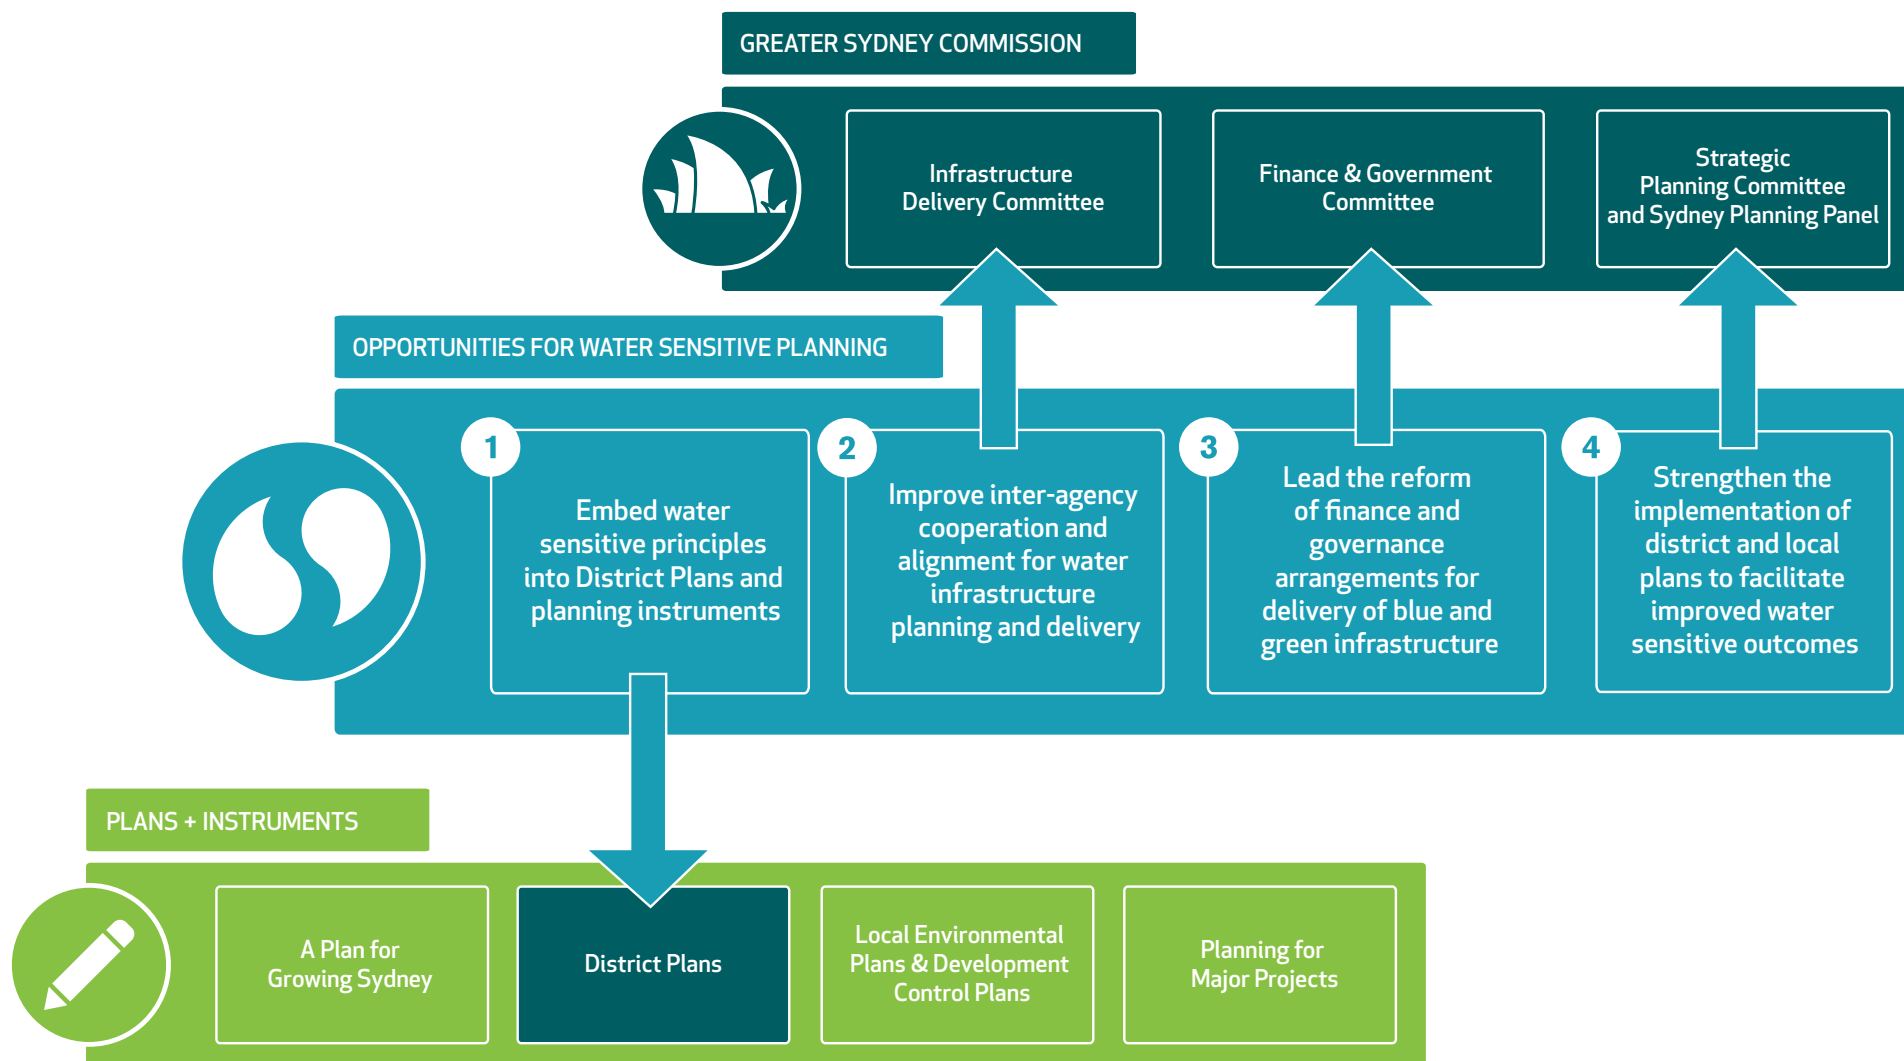 GREATER SYDNEY COMMISSION
Infrastructure
Delivery Committee
Finance & Government
Committee
Strategic
Planning Committee
and Sydney Planning Panel
OPPORTUNITIES FOR WATER SENSITIVE PLANNING
1
Embed water
sensitive principles
into District Plans and
planning instruments
2
Improve inter-agency
cooperation and
alignment for water
infrastructure
planning and delivery
3
Lead the reform
of finance and
governance
arrangements for
delivery of blue and
green infrastructure
4
Strengthen the
implementation of
district and local
plans to facilitate
improved water
sensitive outcomes
PLANS + INSTRUMENTS
A Plan for
Growing Sydney
District Plans
Local Environmental
Plans & Development
Control Plans
Planning for
Major Projects